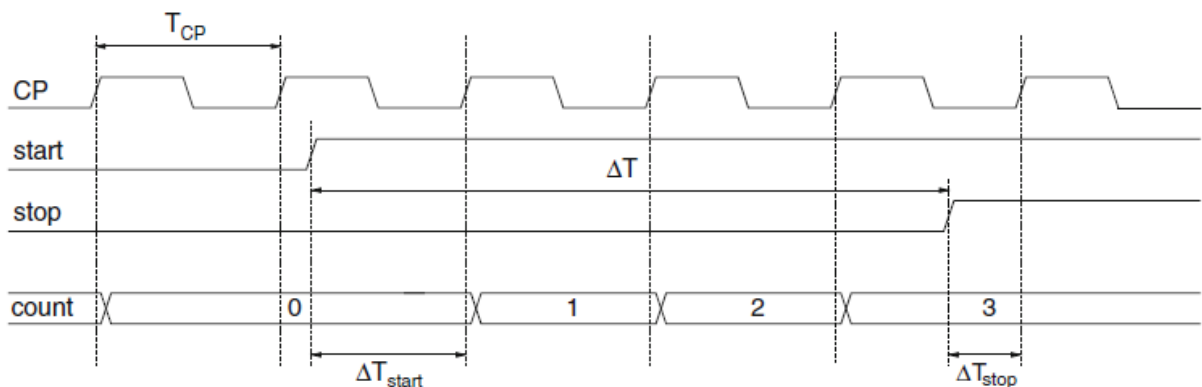 T_CP
CP
start
ΔT
stop
count 0 1 2 3
ΔT_start ΔT_stop